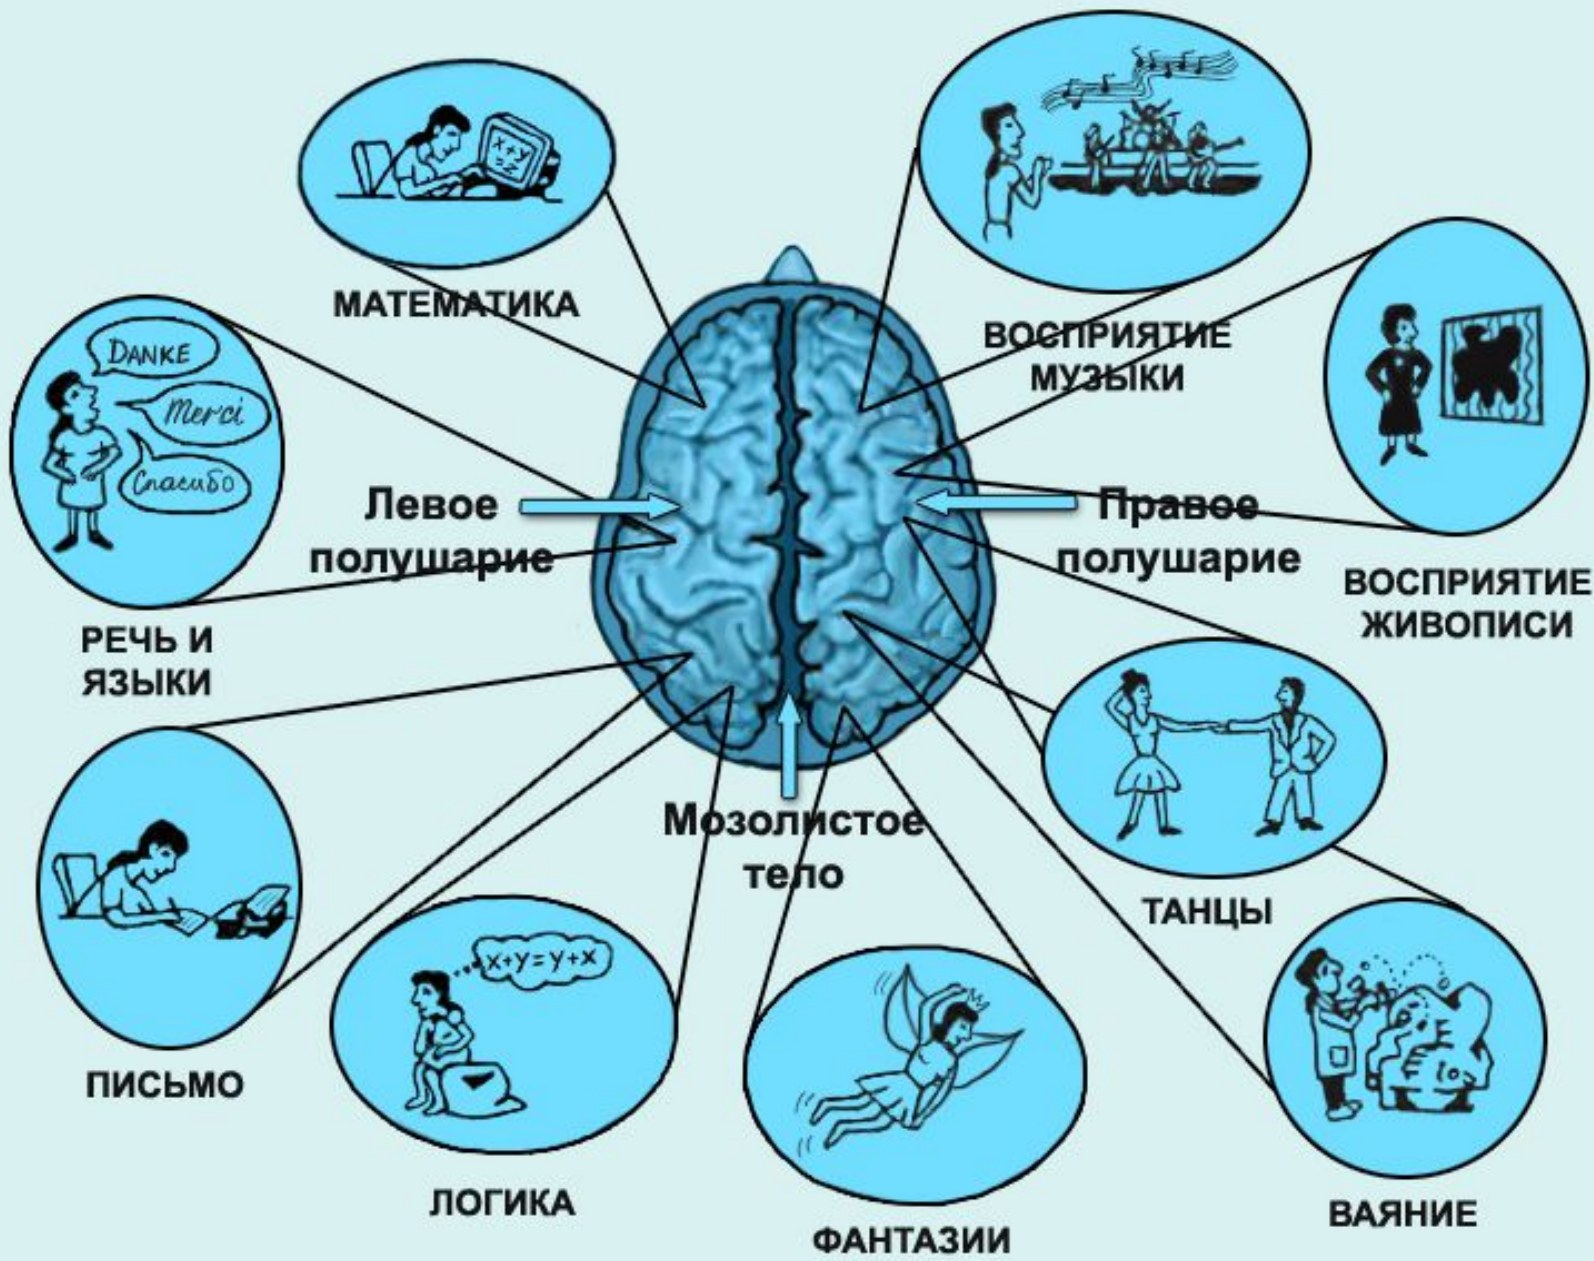 x+y
=z
МАТЕМАТИКА
ВОСПРИЯТИЕ
МУЗЫКИ
DANKE
Merci
Спасибо
Левое
полушарие
Правое
полушарие
ВОСПРИЯТИЕ
ЖИВОПИСИ
РЕЧЬ И
ЯЗЫКИ
Мозолистое
тело
ТАНЦЫ
x+y=y+x
ПИСЬМО
ЛОГИКА
ФАНТАЗИИ
ВАЯНИЕ